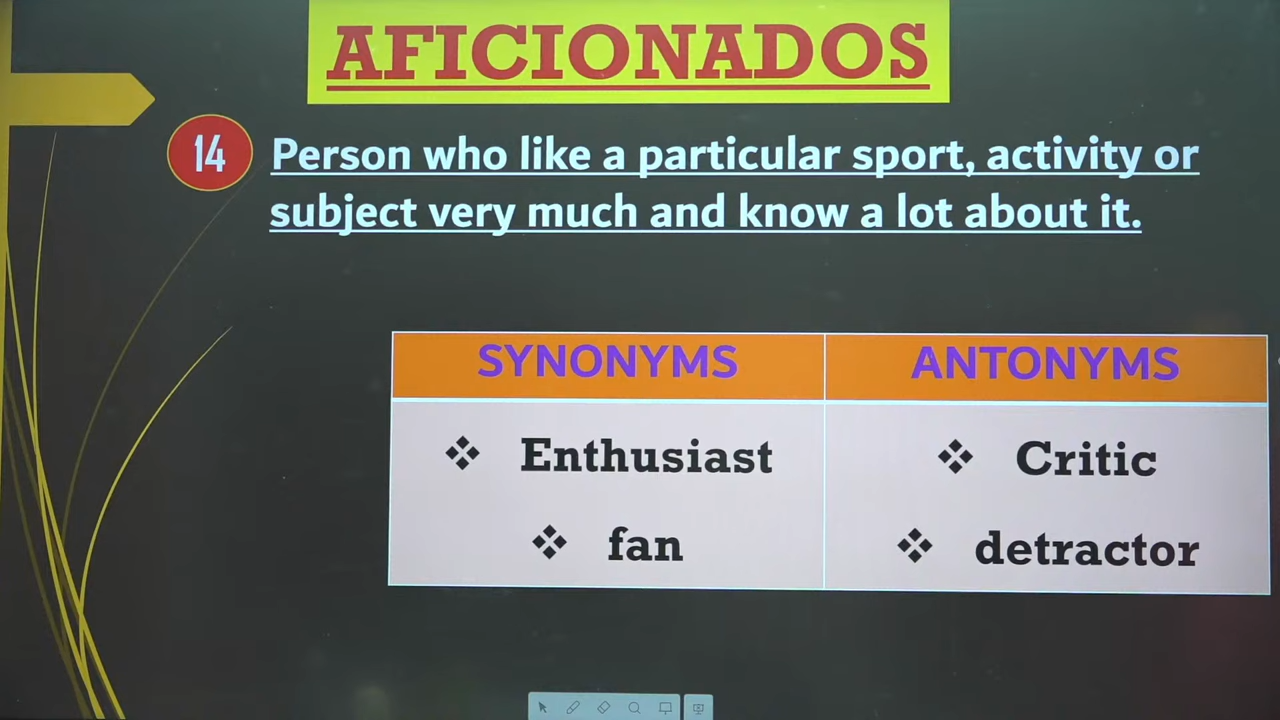 AFICIONADOS
14
Person who like a particular sport, activity or
subject very much and know a lot about it.
SYNONYMS
ANTONYMS
Enthusiast
Critic
fan
detractor